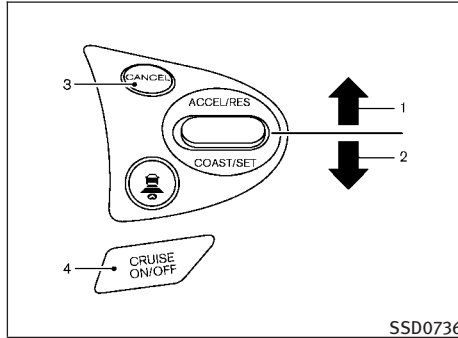 CANCEL
3
ACCEL/RES
1
2
COAST/SET
4
CRUISE
ON/OFF
SSD0736